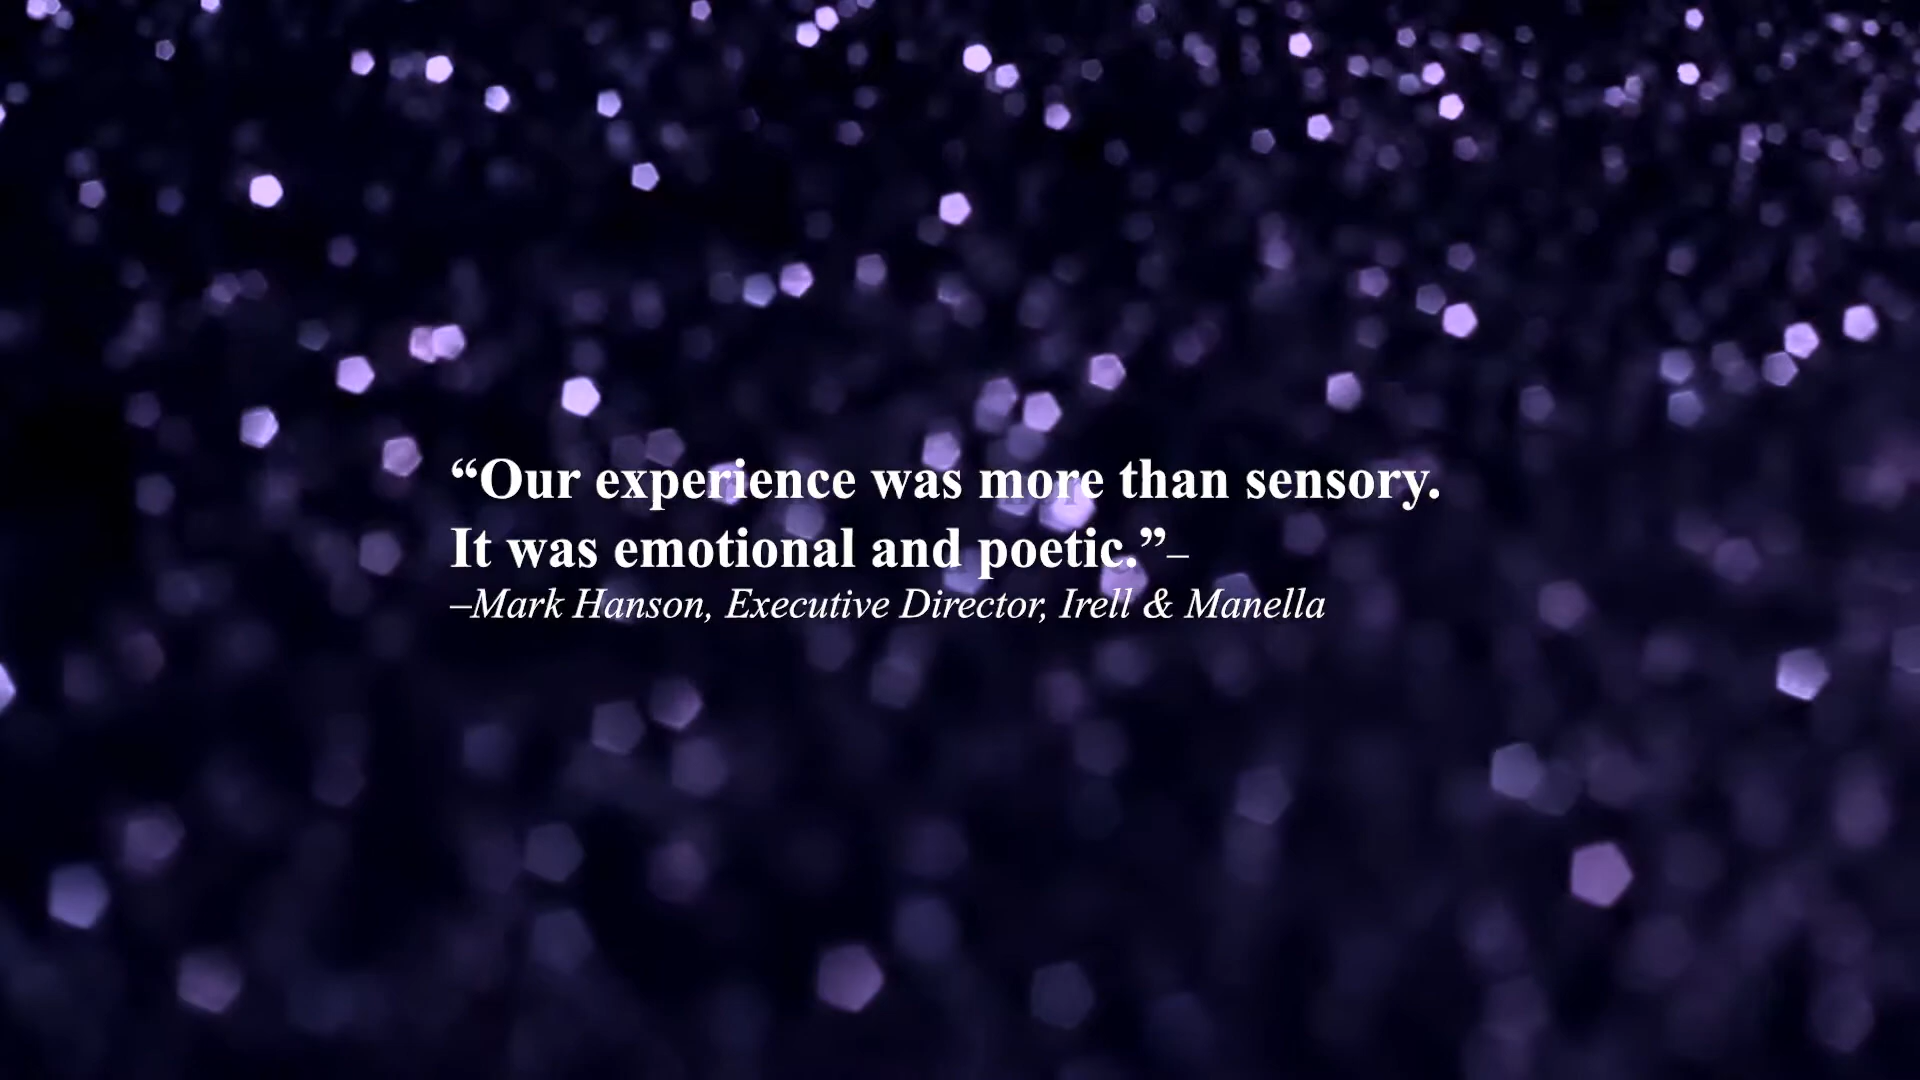 “Our experience was more than sensory.
It was emotional and poetic.”–
–Mark Hanson, Executive Director, Irell & Manella